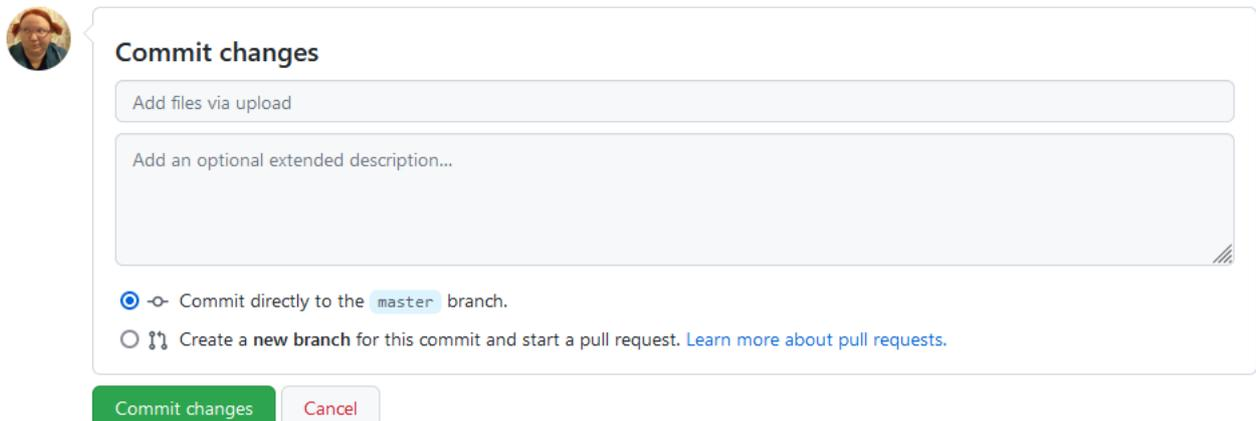 Commit changes
Add files via upload
Add an optional extended description...
Commit directly to the master branch.
Create a new branch for this commit and start a pull request. Learn more about pull requests.
Commit changes Cancel